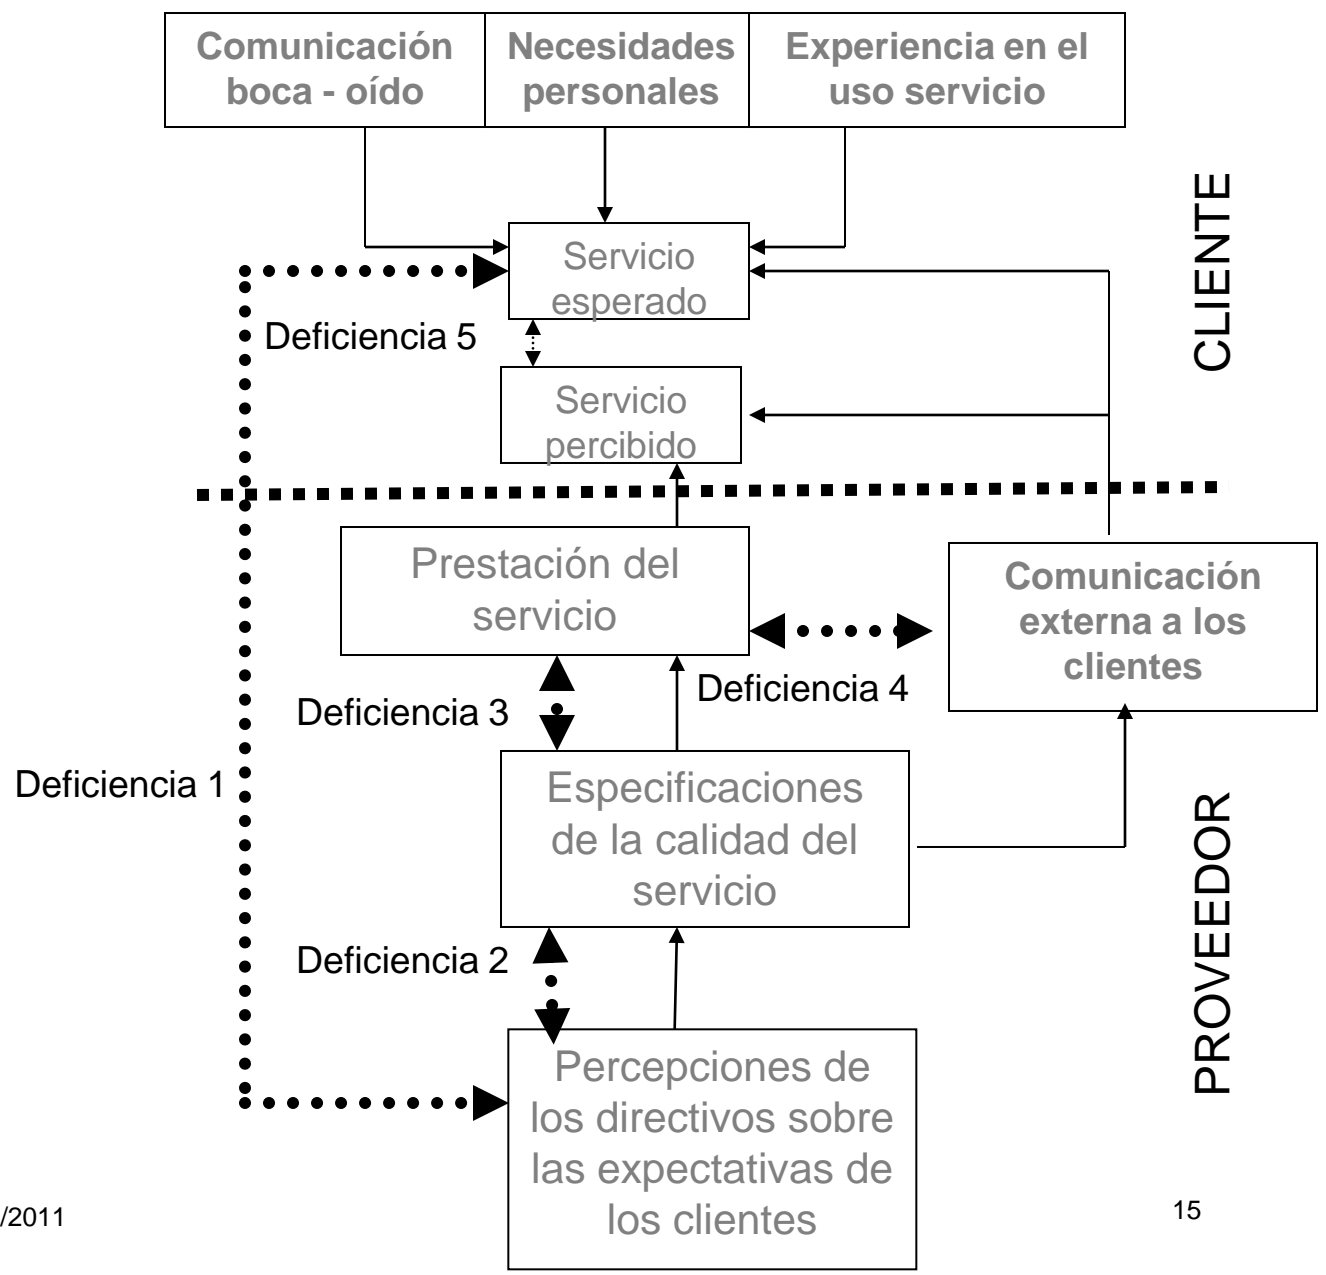 Comunicación
boca - oído
Necesidades
personales
Experiencia en el
uso servicio
CLIENTE
Servicio
esperado
Deficiencia 5
Servicio
percibido
Prestación del
servicio
Comunicación
externa a los
clientes
Deficiencia 4
Deficiencia 3
Deficiencia 1
Especificaciones
de la calidad del
servicio
PROVEEDOR
Deficiencia 2
Percepciones de
los directivos sobre
las expectativas de
los clientes
/2011
15